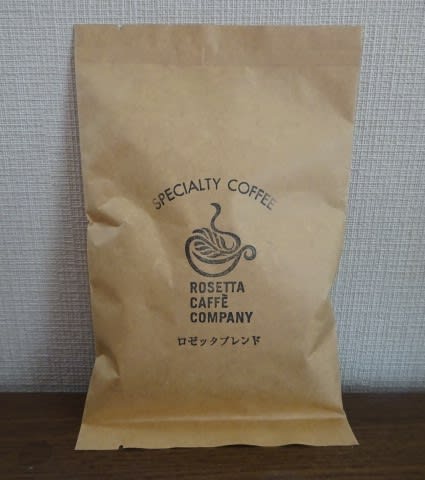 SPECIALTY COFFEE
ROSETTA
CAFFÈ
COMPANY
ロゼッタブレンド